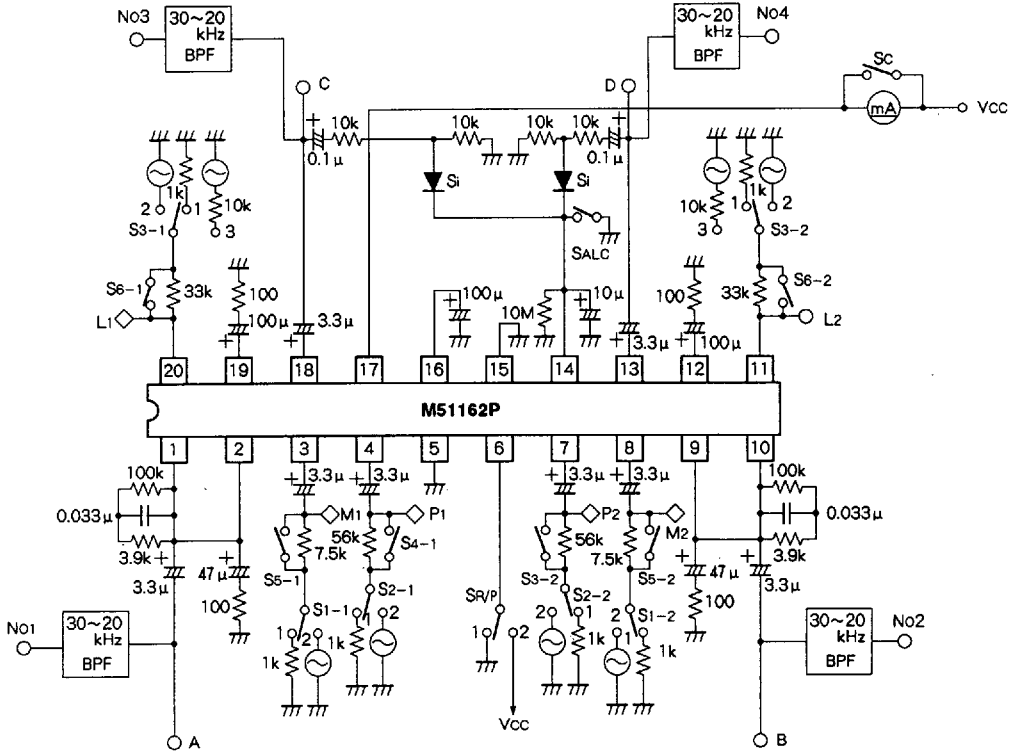 No3
30~20
kHz
BPF
30~20
kHz
BPF
No4
C
D
Sc
mA
Vcc
+
10k
10k
10k
10k
+
0.1μ
0.1μ
Si
Si
SALC
2
1k
1
10k
S3-1
3
1
1k
2
10k
3
S3-2
S6-1
33k
100
100μ
+
3.3μ
+
100μ
+
10M
10μ
+
+
3.3μ
100
+
100μ
33k
S6-2
L1
L2
20
19
18
17
16
15
14
13
12
11
M51162P
1
2
3
4
5
6
7
8
9
10
100k
0.033μ
3.9k
+
3.3μ
+
47μ
100
+
3.3μ
+
3.3μ
M1
P1
7.5k
56k
S5-1
S4-1
S1-1
S2-1
1
2
1k
1
2
1k
SR/P
1
2
Vcc
+
3.3μ
+
3.3μ
P2
M2
56k
7.5k
S3-2
S5-2
S2-2
S1-2
2
1
1k
2
1
1k
+
47μ
100
+
3.3μ
100k
0.033μ
3.9k
No1
30~20
kHz
BPF
30~20
kHz
BPF
No2
A
B